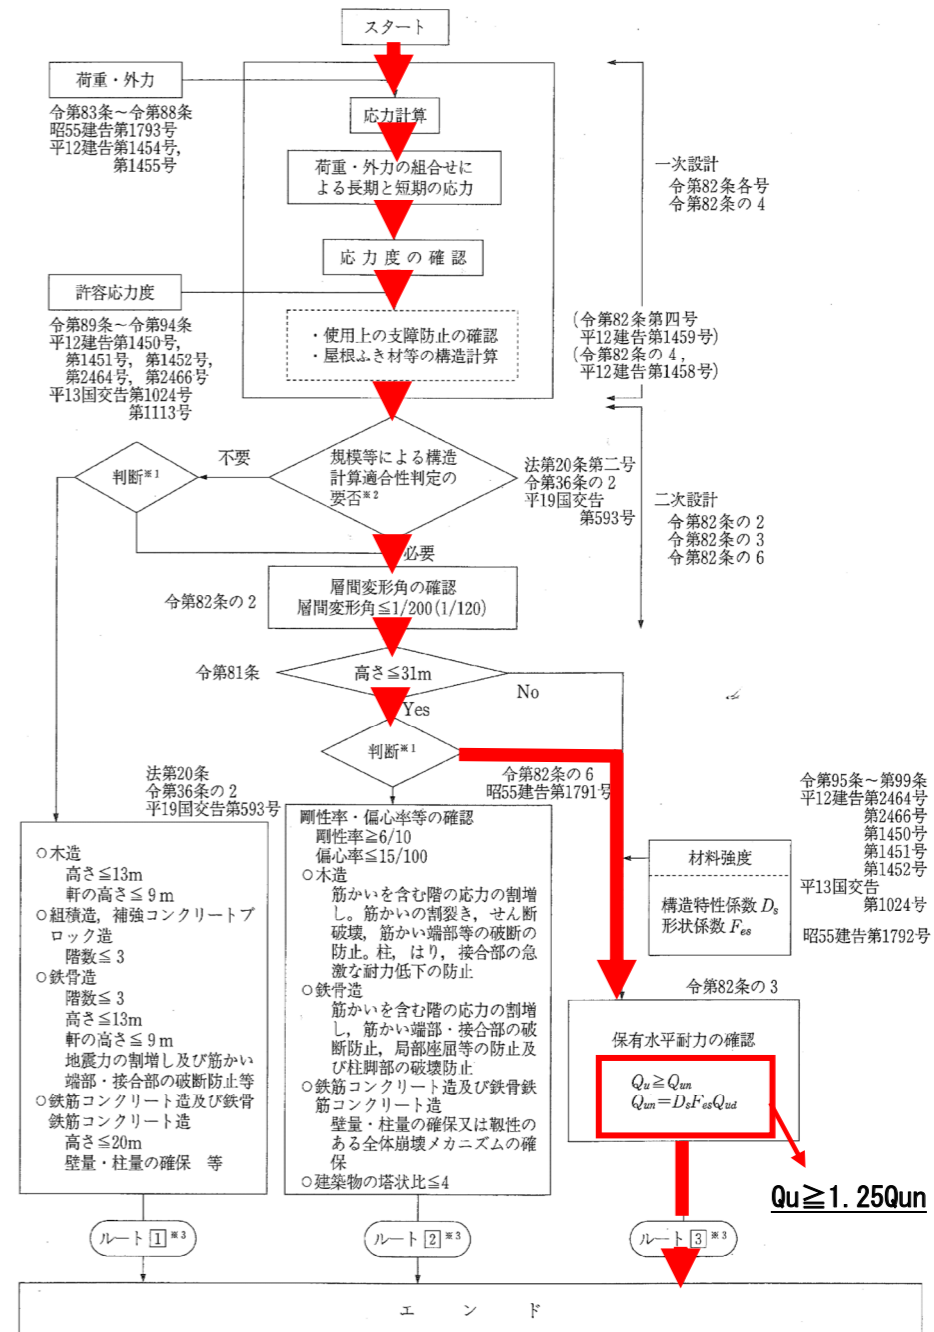 スタート
荷重・外力
令第83条～令第88条
昭55建告第1793号
平12建告第1454号,
第1455号
応力計算
荷重・外力の組合せに
よる長期と短期の応力
応力度の確認
一次設計
令第82条各号
令第82条の4
許容応力度
令第89条～令第94条
平12建告第1450号,
第1451号, 第1452号,
第2464号, 第2466号
平13国交告第1024号
第1113号
・使用上の支障防止の確認
・屋根ふき材等の構造計算
(令第82条第四号
平12建告第1459号)
(令第82条の4,
平12建告第1458号)
判断※1
不要
規模等による構造
計算適合性判定の
要否※2
法第20条第二号
令第36条の2
平19国交告
第593号
二次設計
令第82条の2
令第82条の3
令第82条の6
必要
令第82条の2
層間変形角の確認
層間変形角≦1/200(1/120)
令第81条
高さ≦31m
No
Yes
判断※1
令第82条の6
昭55建告第1791号
法第20条
令第36条の2
平19国交告第593号
○木造
高さ≦13m
軒の高さ≦9m
○組積造，補強コンクリートブ
ロック造
階数≦3
○鉄骨造
階数≦3
高さ≦13m
軒の高さ≦9m
地震力の割増し及び筋かい
端部・接合部の破断防止等
○鉄筋コンクリート造及び鉄骨
鉄筋コンクリート造
高さ≦20m
壁量・柱量の確保　等
剛性率・偏心率等の確認
剛性率≧6/10
偏心率≦15/100
○木造
筋かいを含む階の応力の割増
し。筋かいの割裂き，せん断
破壊，筋かい端部等の破断の
防止。柱，はり，接合部の急
激な耐力低下の防止
○鉄骨造
筋かいを含む階の応力の割増
し，筋かい端部・接合部の破
断防止，局部座屈等の防止及
び柱脚部の破壊防止
○鉄筋コンクリート造及び鉄骨鉄
筋コンクリート造
壁量・柱量の確保又は靱性の
ある全体崩壊メカニズムの確
保
○建築物の塔状比≦4
材料強度
構造特性係数 Ds
形状係数 Fes
令第95条～第99条
平12建告第2464号
第2466号
第1450号
第1451号
第1452号
平13国交告
第1024号
昭55建告第1792号
令第82条の3
保有水平耐力の確認
Qu≧Qun
Qun=DsFesQud
Qu≧1.25Qun
ルート1※3
ルート2※3
ルート3※3
エンド